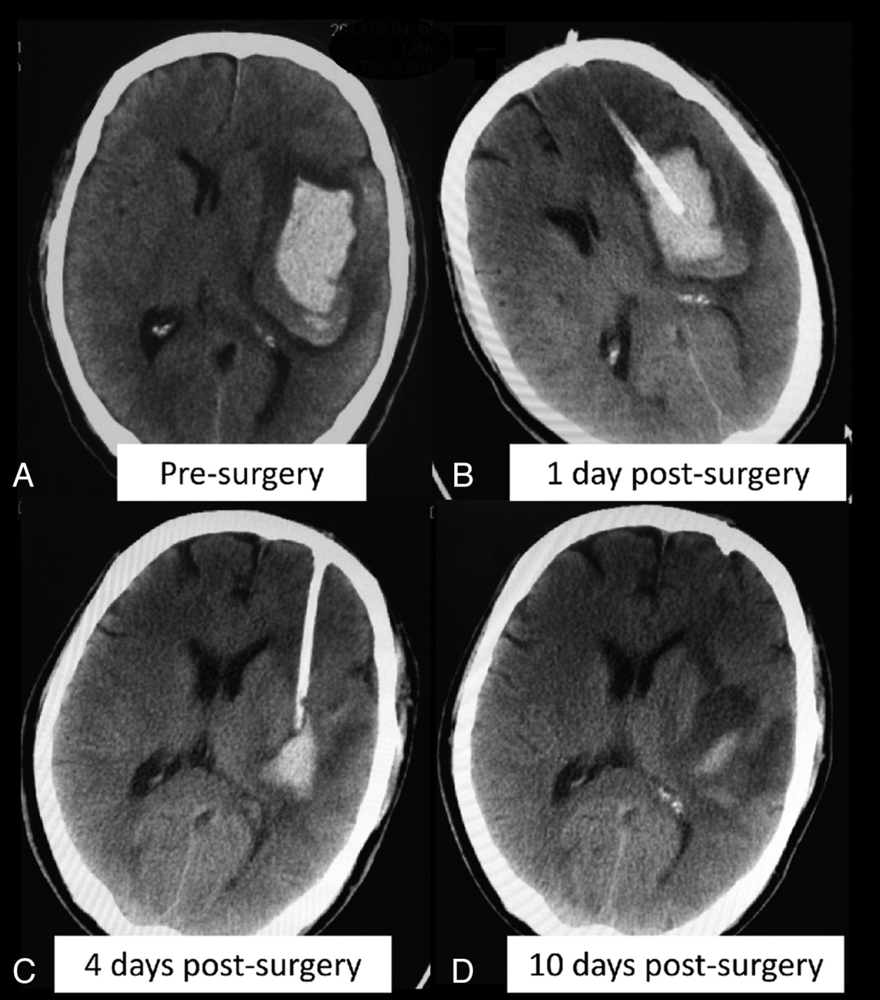 A
Pre-surgery
B
1 day post-surgery
C
4 days post-surgery
D
10 days post-surgery